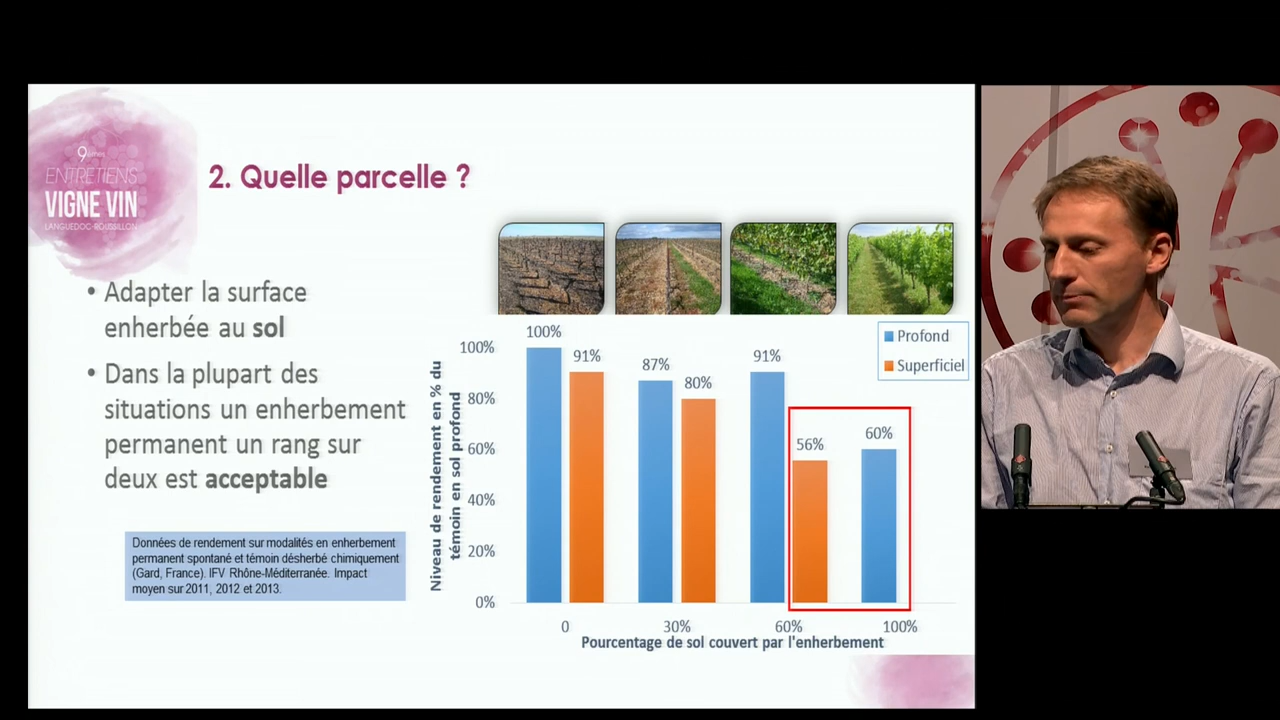 9èmes
ENTRETIENS
VIGNE VIN
LANGUEDOC-ROUSSILLON
2. Quelle parcelle ?
• Adapter la surface
enherbée au sol
• Dans la plupart des
situations un enherbement
permanent un rang sur
deux est acceptable
Données de rendement sur modalités en enherbement
permanent spontané et témoin désherbé chimiquement
(Gard, France). IFV Rhône-Méditerranée. Impact
moyen sur 2011, 2012 et 2013.
Niveau de rendement en % du
témoin en sol profond
100%
80%
60%
40%
20%
0%
100%
91%
87%
80%
91%
56%
60%
Profond
Superficiel
0
30%
60%
100%
Pourcentage de sol couvert par l'enherbement